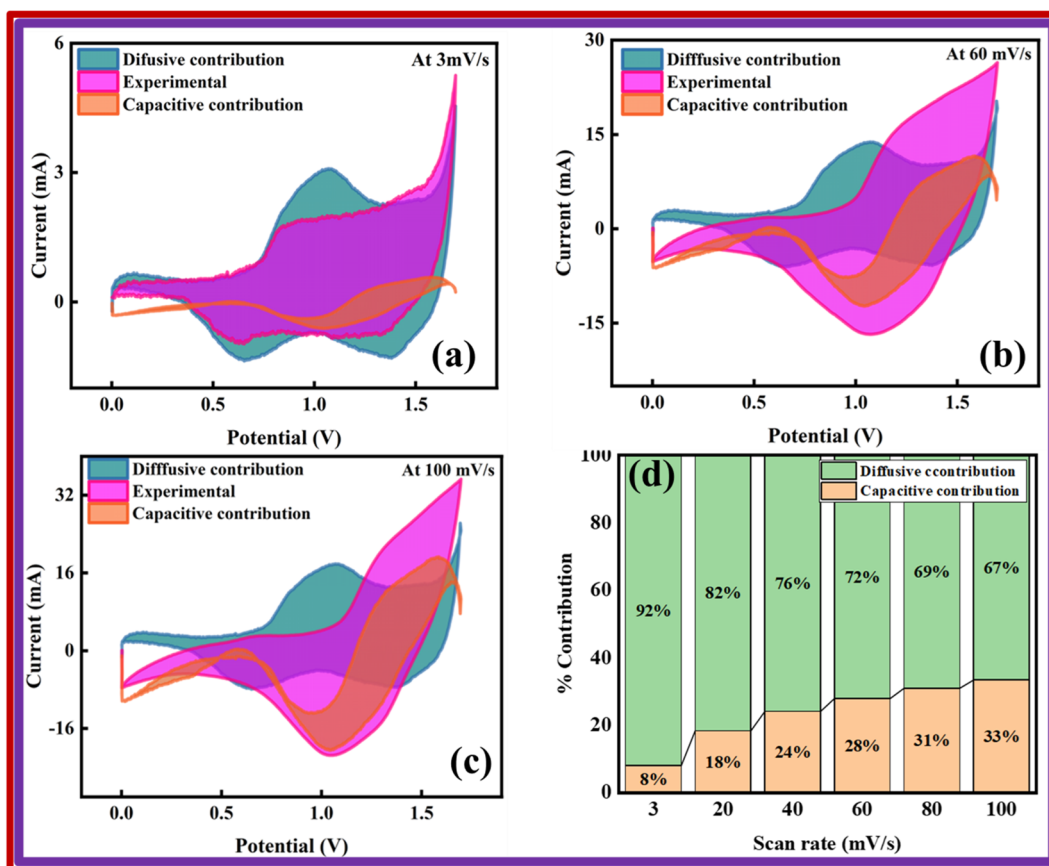 6
Difusive contribution
At 3mV/s
Experimental
Capacitive contribution
3
0
Current (mA)
(a)
0.0 0.5 1.0 1.5
Potential (V)
30
Difffusive contribution
At 60 mV/s
Experimental
Capacitive contribution
15
0
-15
Current (mA)
(b)
0.0 0.5 1.0 1.5
Potential (V)
Difffusive contribution
At 100 mV/s
32
Experimental
Capacitive contribution
16
0
-16
Current (mA)
(c)
0.0 0.5 1.0 1.5
Potential (V)
100
(d)
Diffusive ccontribution
Capacitive contribution
80
60
40
20
0
% Contribution
92% 82% 76% 72% 69% 67%
8% 18% 24% 28% 31% 33%
3 20 40 60 80 100
Scan rate (mV/s)